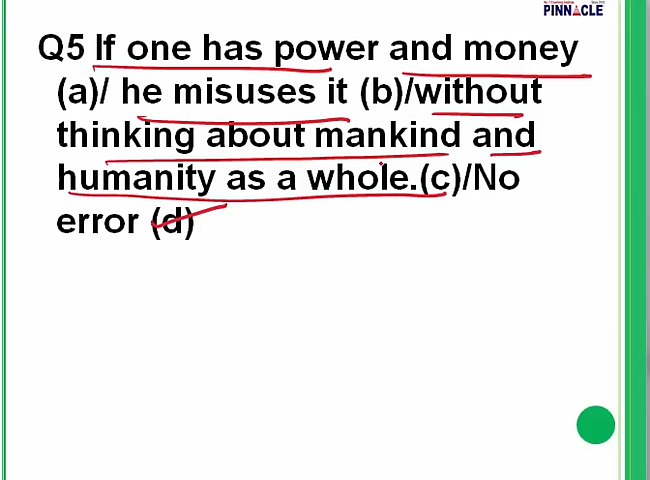 PINNACLE
Q5 If one has power and money
(a)/ he misuses it (b)/without
thinking about mankind and
humanity as a whole.(c)/No
error (d)